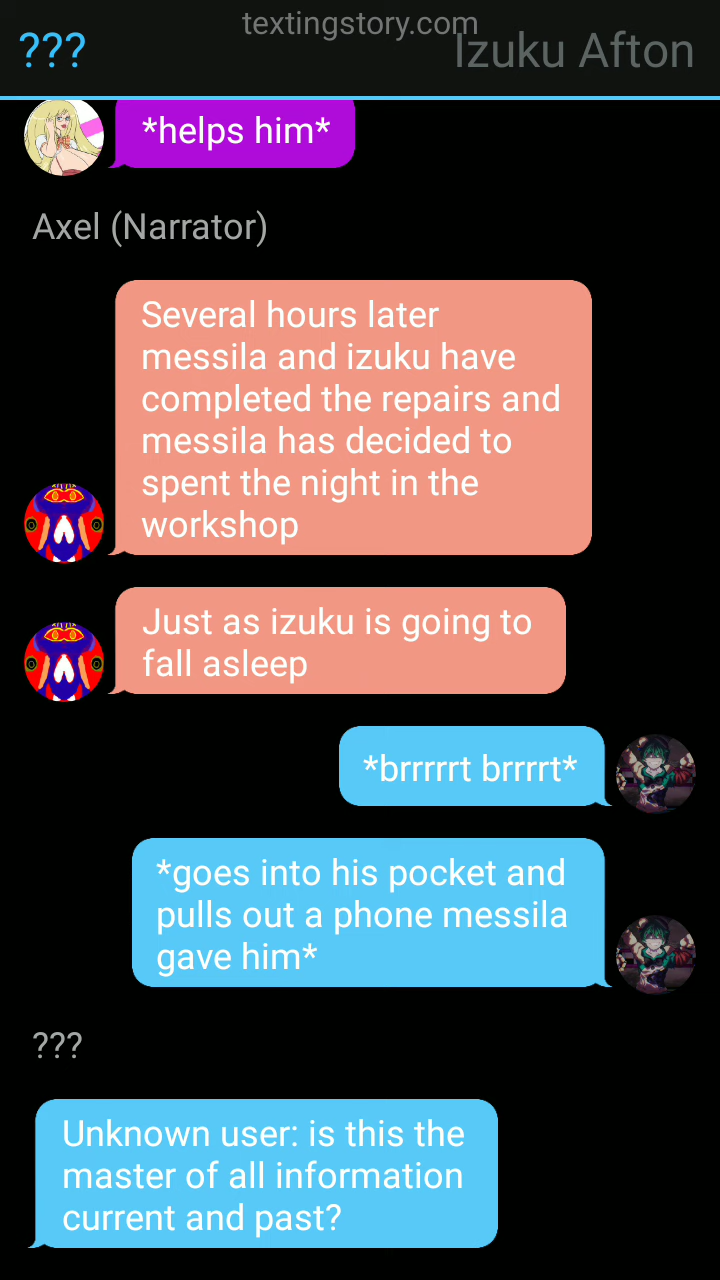 textingstory.com
??? Izuku Afton
*helps him*
Axel (Narrator)
Several hours later
messila and izuku have
completed the repairs and
messila has decided to
spent the night in the
workshop
Just as izuku is going to
fall asleep
*brrrrrt brrrrt*
*goes into his pocket and
pulls out a phone messila
gave him*
???
Unknown user: is this the
master of all information
current and past?